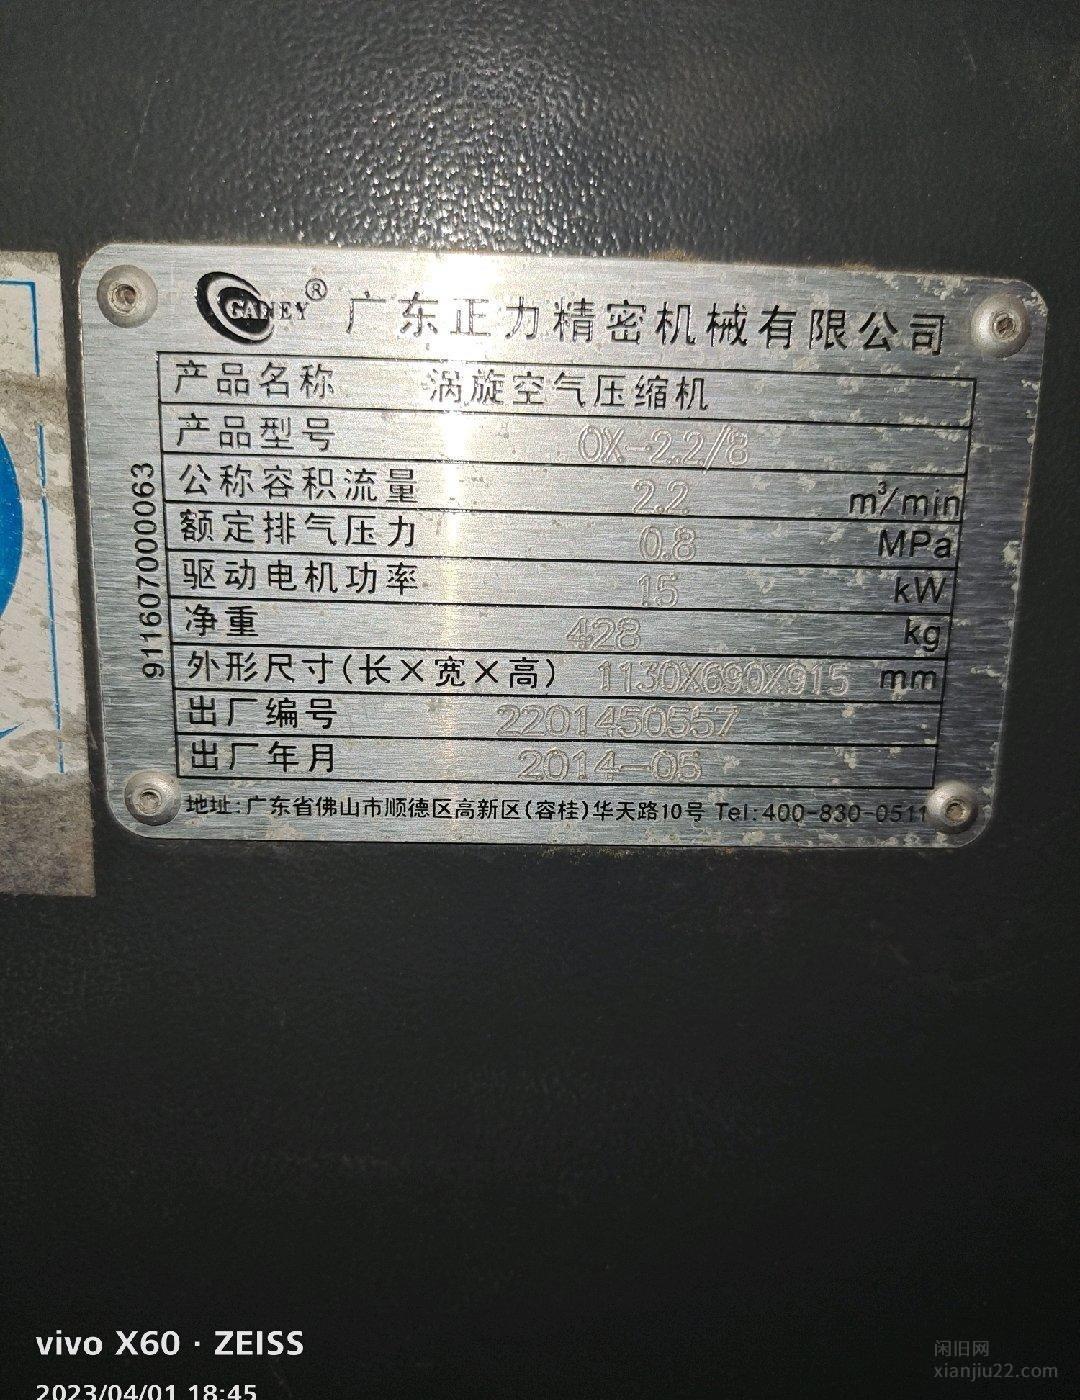 GANEY® 广东正力精密机械有限公司
产品名称 涡旋空气压缩机
产品型号 OX-2.2/8
公称容积流量 2.2 m³/min
额定排气压力 0.8 MPa
驱动电机功率 15 kW
净重 428 kg
外形尺寸(长×宽×高) 1130X690X915 mm
出厂编号 2201450557
出厂年月 2014-05
地址:广东省佛山市顺德区高新区(容桂)华天路10号 Tel:400-830-0511
911607000063
vivo X60 · ZEISS
2023/04/01 18:45
闲旧网
xianjiu22.com